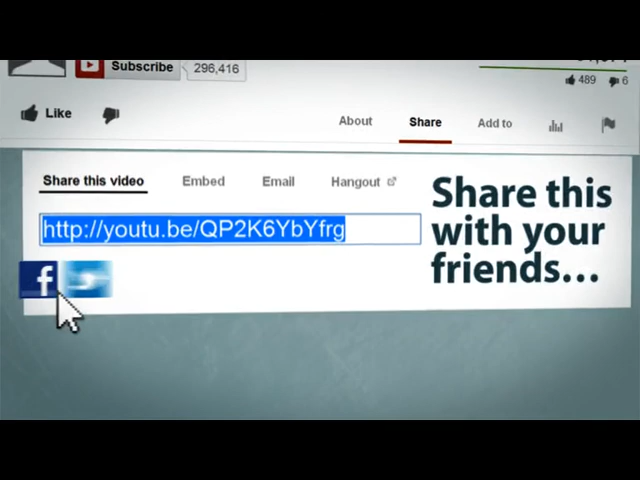 Subscribe 296,416
489 6
Like
About Share Add to
Share this video Embed Email Hangout
http://youtu.be/QP2K6YbYfrg
Share this
with your
friends...
f